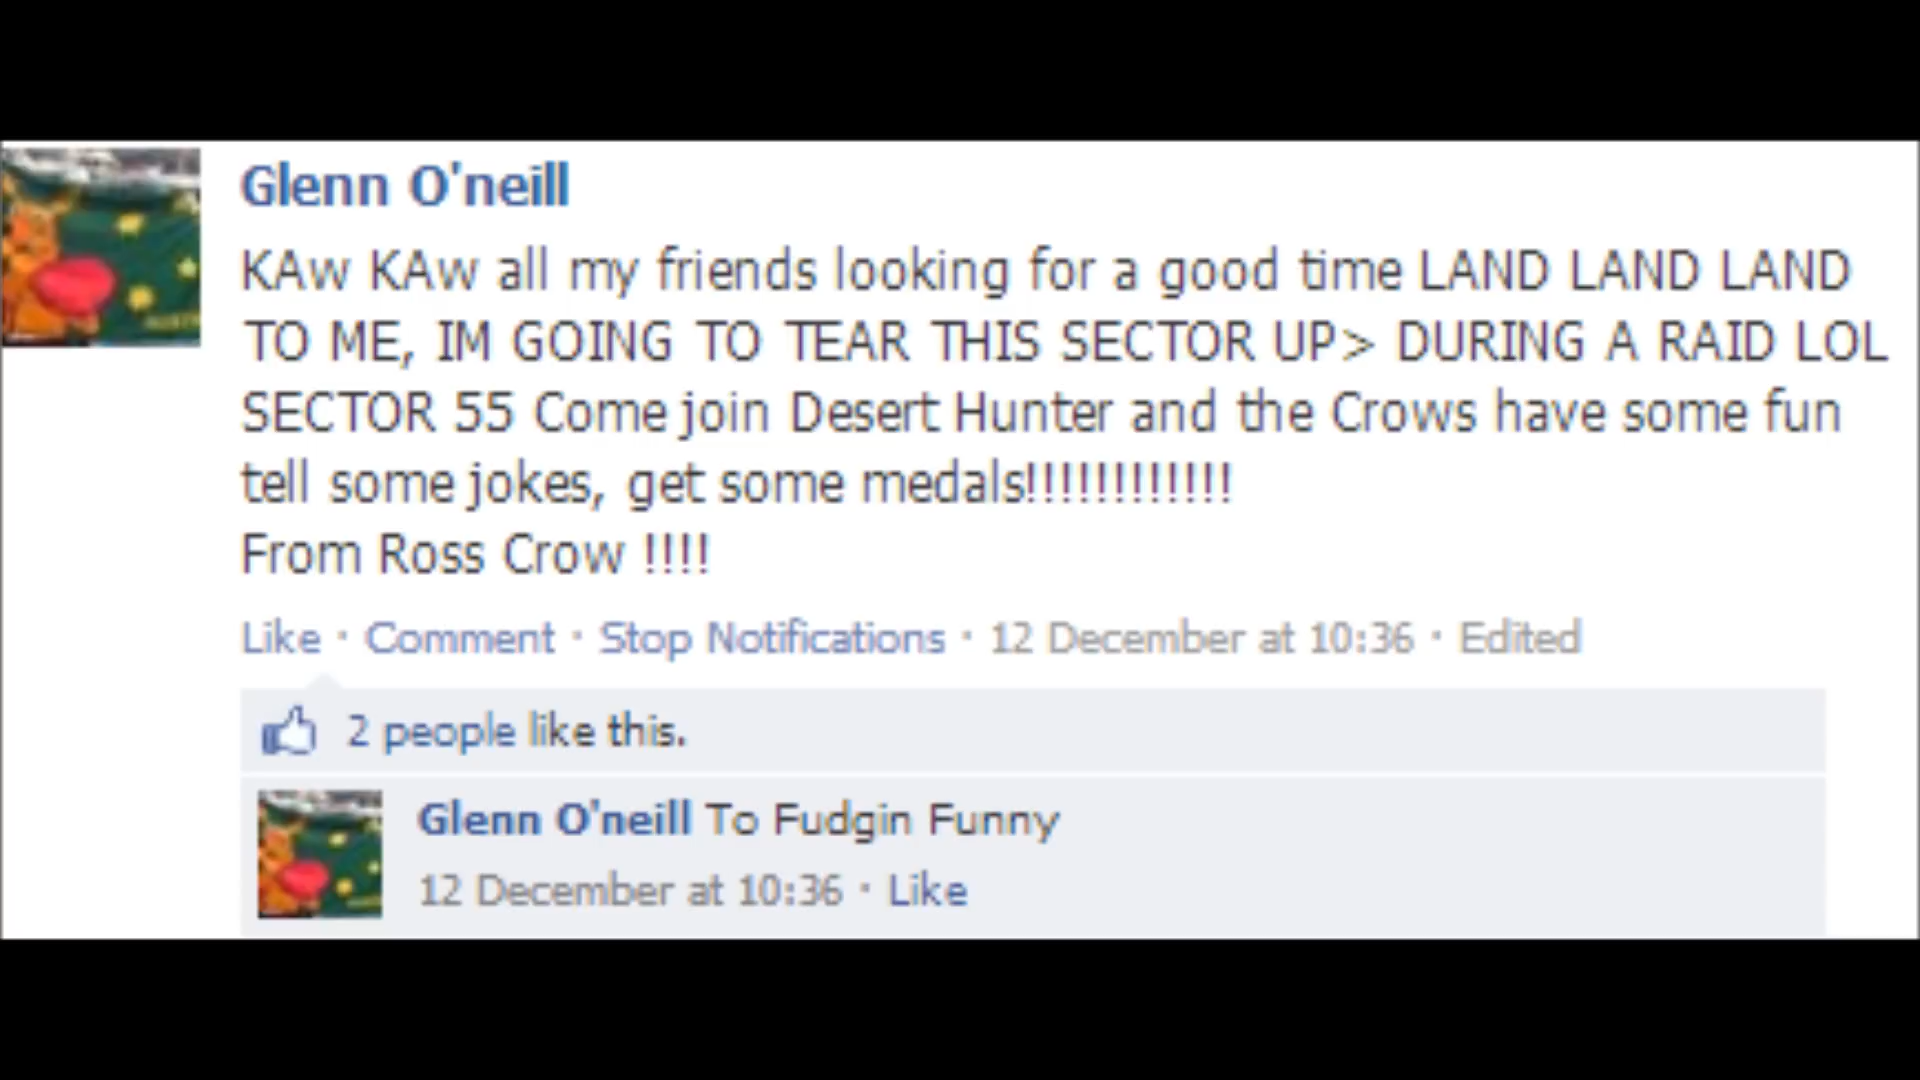 Glenn O'neill
KAw KAw all my friends looking for a good time LAND LAND LAND
TO ME, IM GOING TO TEAR THIS SECTOR UP> DURING A RAID LOL
SECTOR 55 Come join Desert Hunter and the Crows have some fun
tell some jokes, get some medals!!!!!!!!!!!!
From Ross Crow !!!!
Like · Comment · Stop Notifications · 12 December at 10:36 · Edited
2 people like this.
Glenn O'neill To Fudgin Funny
12 December at 10:36 · Like